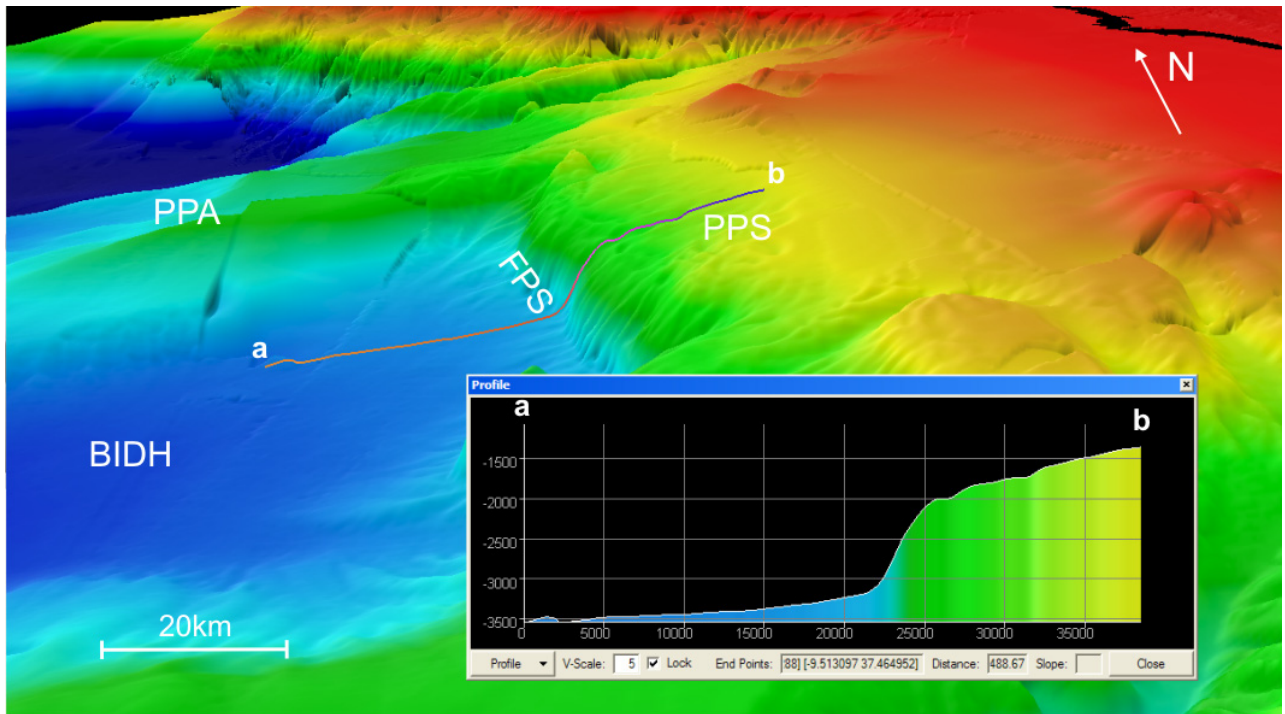 N
b
PPA
PPS
FPS
a
BIDH
20km
Profile
a
b
-1500
-2000
-2500
-3000
-3500
0
5000
10000
15000
20000
25000
30000
35000
Profile V-Scale: 5 Lock End Points: 88] [-9.513097 37.464952] Distance: 488.67 Slope: Close